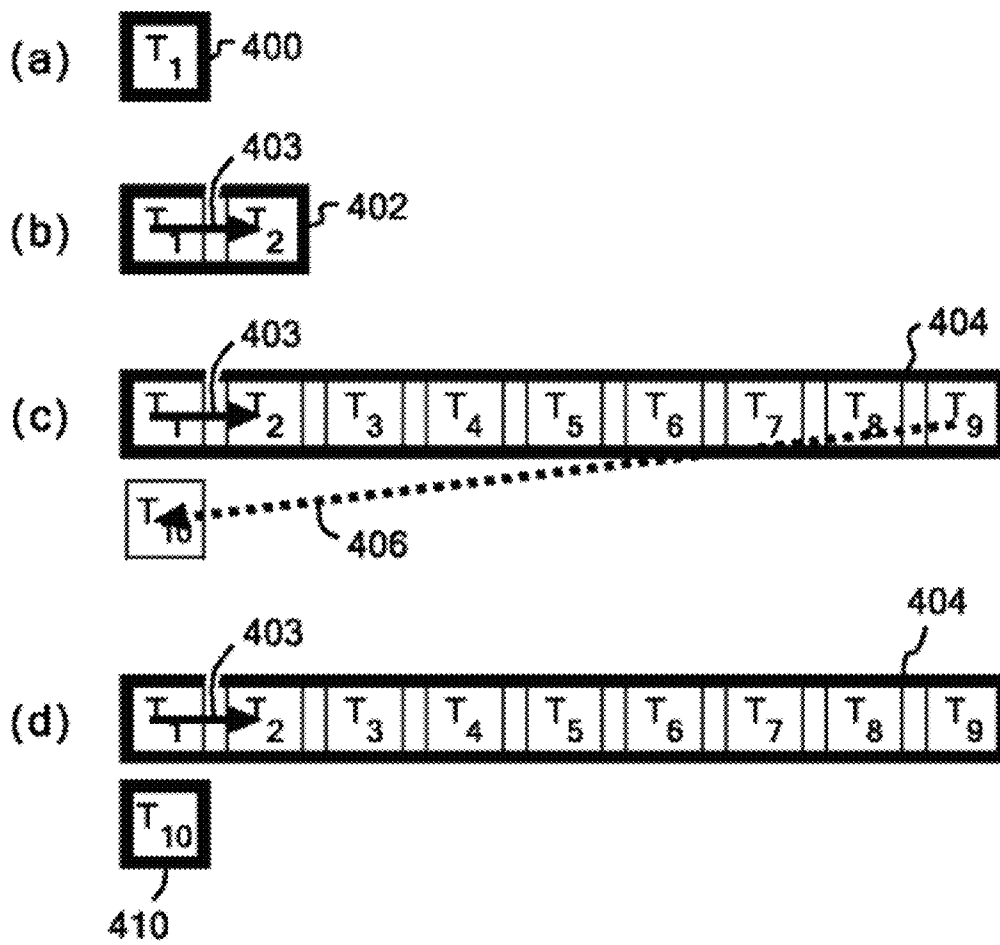 (a) T1 400
403
(b) T1 T2 402
403 404
(c) T1 T2 T3 T4 T5 T6 T7 T8 T9
T10
406
403 404
(d) T1 T2 T3 T4 T5 T6 T7 T8 T9
T10
410